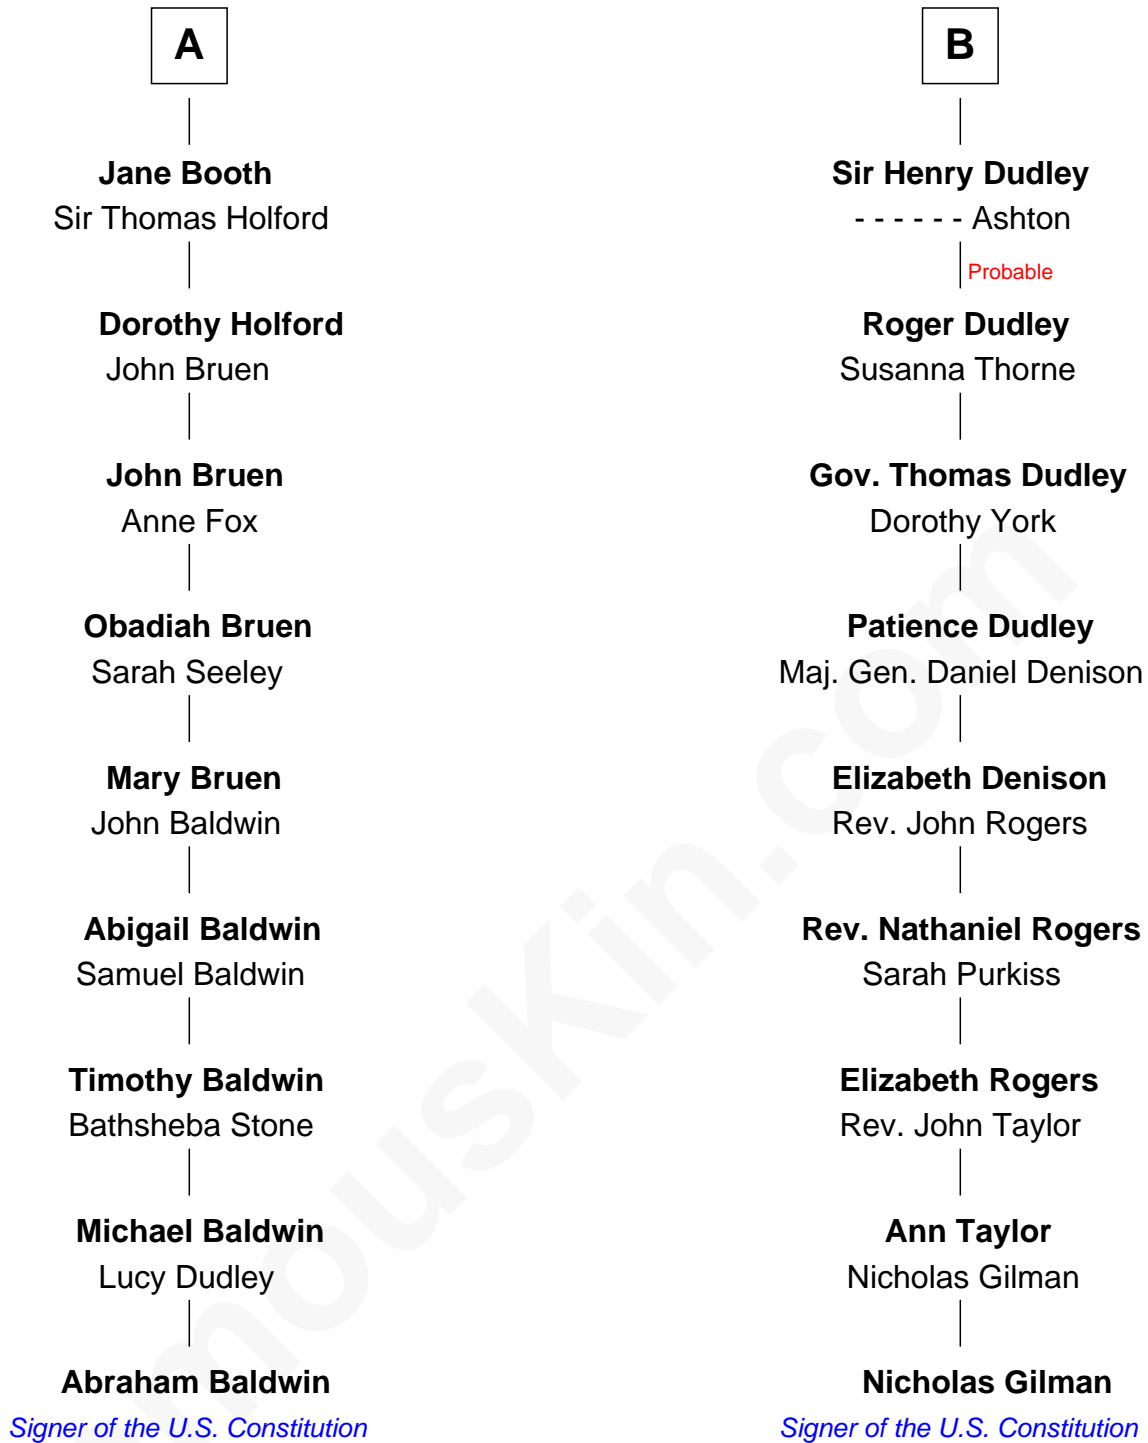 A
Jane Booth
Sir Thomas Holford
Dorothy Holford
John Bruen
John Bruen
Anne Fox
Obadiah Bruen
Sarah Seeley
Mary Bruen
John Baldwin
Abigail Baldwin
Samuel Baldwin
Timothy Baldwin
Bathsheba Stone
Michael Baldwin
Lucy Dudley
Abraham Baldwin
Signer of the U.S. Constitution
B
Sir Henry Dudley
- - - - - - Ashton
Probable
Roger Dudley
Susanna Thorne
Gov. Thomas Dudley
Dorothy York
Patience Dudley
Maj. Gen. Daniel Denison
Elizabeth Denison
Rev. John Rogers
Rev. Nathaniel Rogers
Sarah Purkiss
Elizabeth Rogers
Rev. John Taylor
Ann Taylor
Nicholas Gilman
Nicholas Gilman
Signer of the U.S. Constitution
mouskin.com